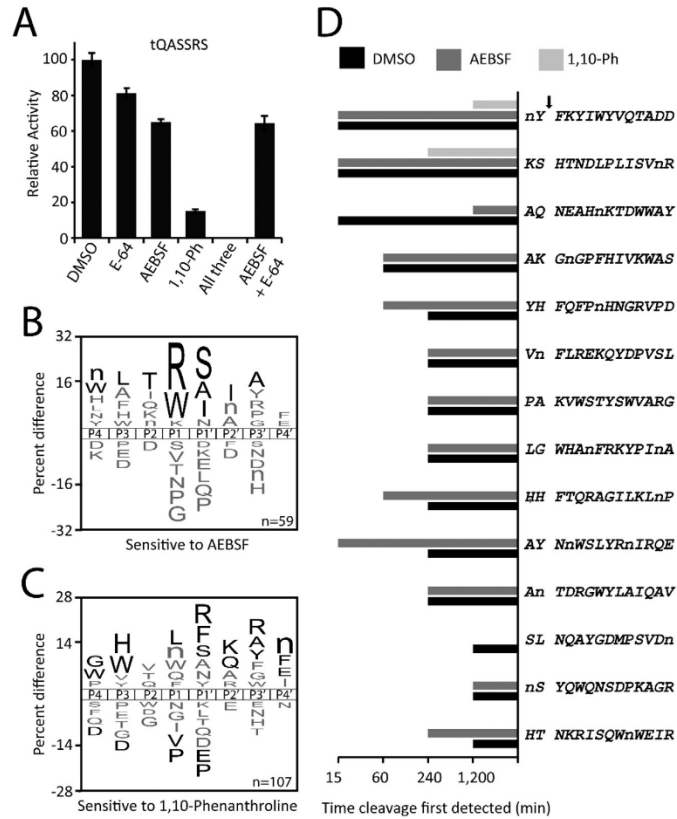 A
tQASSRS
Relative Activity
100
80
60
40
20
0
DMSO
E-64
AEBSF
1,10-Ph
All three
AEBSF
+ E-64
B
Percent difference
32
16
-16
-32
n L T R S I A
W A I W A n Y
P4 P3 P2 P1 P1' P2' P3' P4'
D P D S D F S
K E V K D N
D T E D
N L n
P Q H
G P
n=59
Sensitive to AEBSF
C
Percent difference
28
14
-14
-28
G H L R K R n
W W n F Q A F
P4 P3 P2 P1 P1' P2' P3' P4'
S P W N K E E N
F E D G L N
Q T G I T H
D G V Q T
D P D
E
P
n=107
Sensitive to 1,10-Phenanthroline
D
DMSO
AEBSF
1,10-Ph
nY FKYIWYVQTADD
KS HTNDLPLISVnR
AQ NEAHnKTDWWAY
AK GnGPFHIVKWAS
YH FQFPnHNGRVPD
Vn FLREKQYDPVSL
PA KVWSTYSWVARG
LG WHAnFRKYPInA
HH FTQRAGILKLnP
AY NnWSLYRnIRQE
An TDRGWYLAIQAV
SL NQAYGDMPSVDn
nS YQWQNSDPKAGR
HT NKRISQWnWEIR
15
60
240
1,200
Time cleavage first detected (min)